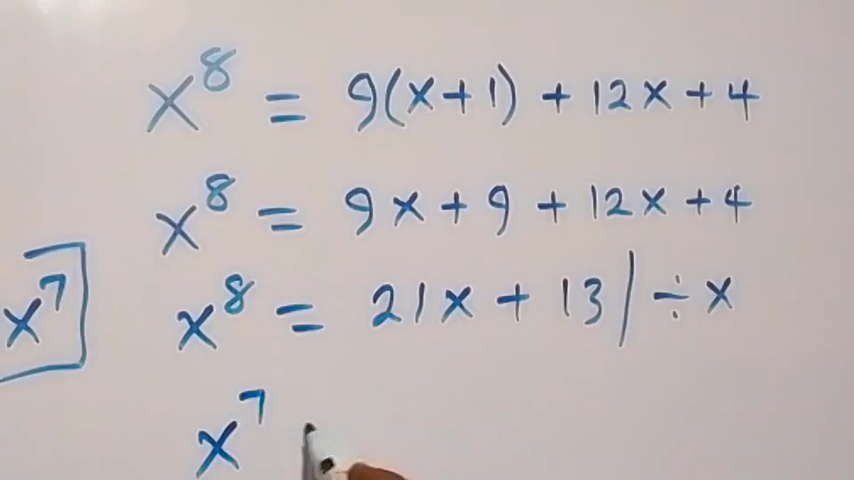 x⁸ = 9(x+1) + 12x + 4
x⁸ = 9x + 9 + 12x + 4
x⁷
x⁸ = 21x + 13 | ÷ x
x⁷